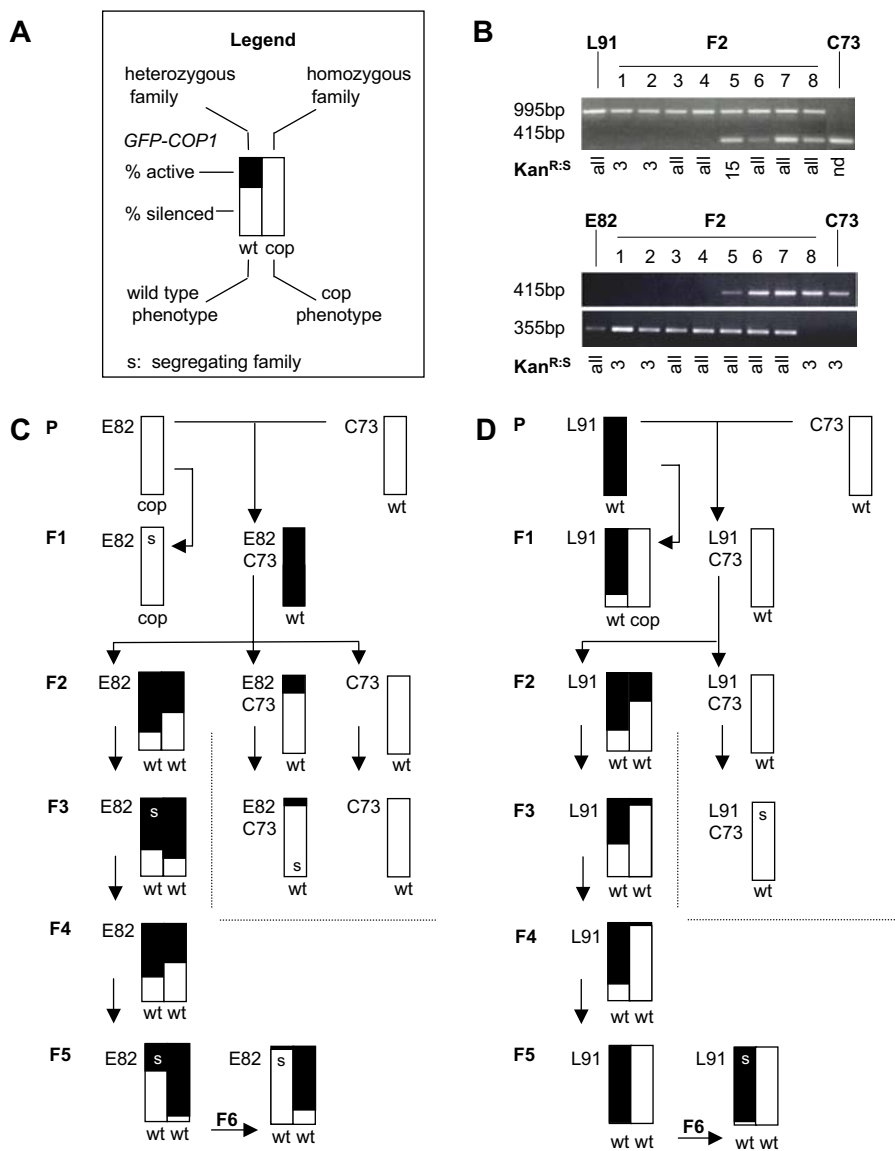 A
Legend
heterozygous family
homozygous family
GFP-COP1
% active
% silenced
wt cop
wild type phenotype
cop phenotype
s: segregating family
B
L91 F2 C73
1 2 3 4 5 6 7 8
995bp
415bp
KanR:S all 3 3 all all 15 all all all nd
E82 F2 C73
1 2 3 4 5 6 7 8
415bp
355bp
KanR:S all 3 3 all all all all all 3 3
C
P E82 C73
cop wt
F1 E82 s E82 C73
cop wt
F2 E82 E82 C73 C73
wt wt wt wt
F3 E82 s E82 C73 s C73
wt wt wt wt
F4 E82
wt wt
F5 E82 s E82 s
wt wt F6 wt wt
D
P L91 C73
wt wt
F1 L91 L91 C73
wt cop wt
F2 L91 L91 C73
wt wt wt
F3 L91 L91 C73 s
wt wt wt
F4 L91
wt wt
F5 L91 L91 s
wt wt F6 wt wt